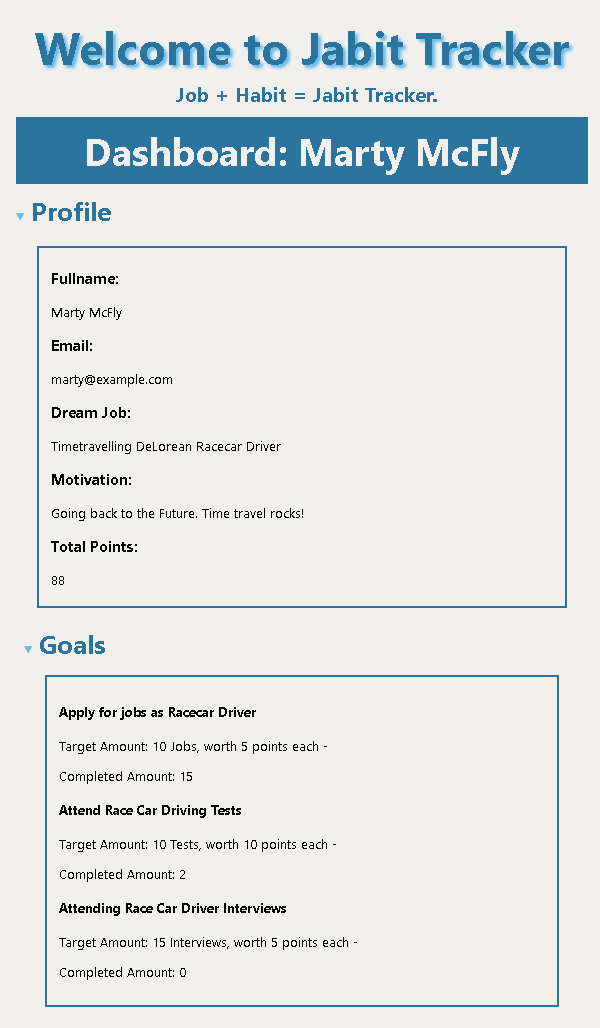 Welcome to Jabit Tracker
Job + Habit = Jabit Tracker.
Dashboard: Marty McFly
Profile
Fullname:
Marty McFly
Email:
marty@example.com
Dream Job:
Timetravelling DeLorean Racecar Driver
Motivation:
Going back to the Future. Time travel rocks!
Total Points:
88
Goals
Apply for jobs as Racecar Driver
Target Amount: 10 Jobs, worth 5 points each -
Completed Amount: 15
Attend Race Car Driving Tests
Target Amount: 10 Tests, worth 10 points each -
Completed Amount: 2
Attending Race Car Driver Interviews
Target Amount: 15 Interviews, worth 5 points each -
Completed Amount: 0